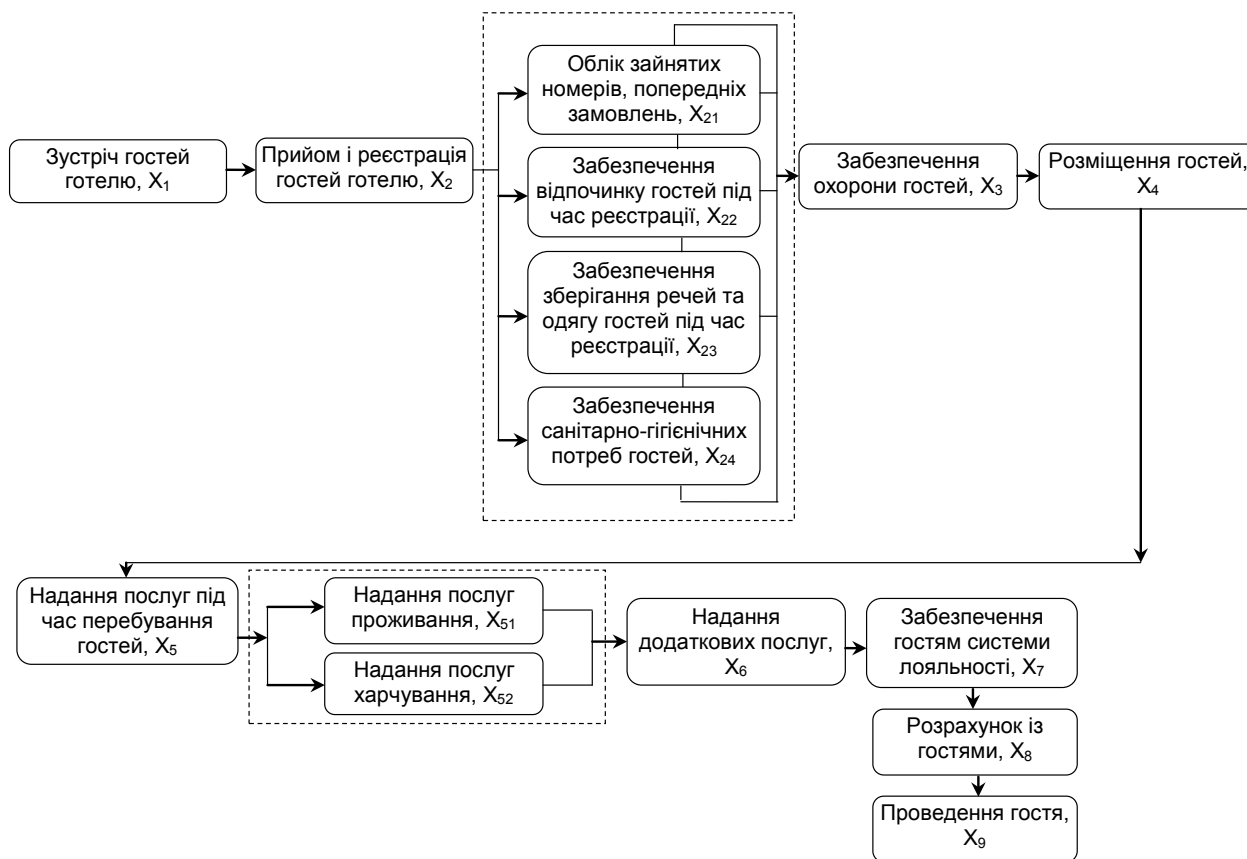 Зустріч гостей
готелю, X₁
Прийом і реєстрація
гостей готелю, X₂
Облік зайнятих
номерів, попередніх
замовлень, X₂₁
Забезпечення
відпочинку гостей під
час реєстрації, X₂₂
Забезпечення
зберігання речей та
одягу гостей під час
реєстрації, X₂₃
Забезпечення
санітарно-гігієнічних
потреб гостей, X₂₄
Забезпечення
охорони гостей, X₃
Розміщення гостей,
X₄
Надання послуг під
час перебування
гостей, X₅
Надання послуг
проживання, X₅₁
Надання послуг
харчування, X₅₂
Надання
додаткових послуг,
X₆
Забезпечення
гостям системи
лояльності, X₇
Розрахунок із
гостями, X₈
Проведення гостя,
X₉